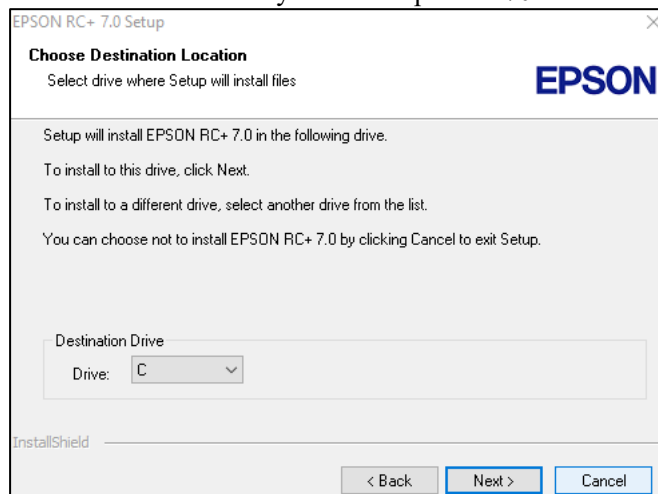 EPSON RC+ 7.0 Setup
Choose Destination Location
Select drive where Setup will install files
EPSON
Setup will install EPSON RC+ 7.0 in the following drive.
To install to this drive, click Next.
To install to a different drive, select another drive from the list.
You can choose not to install EPSON RC+ 7.0 by clicking Cancel to exit Setup.
Destination Drive
Drive: C
InstallShield
< Back Next > Cancel